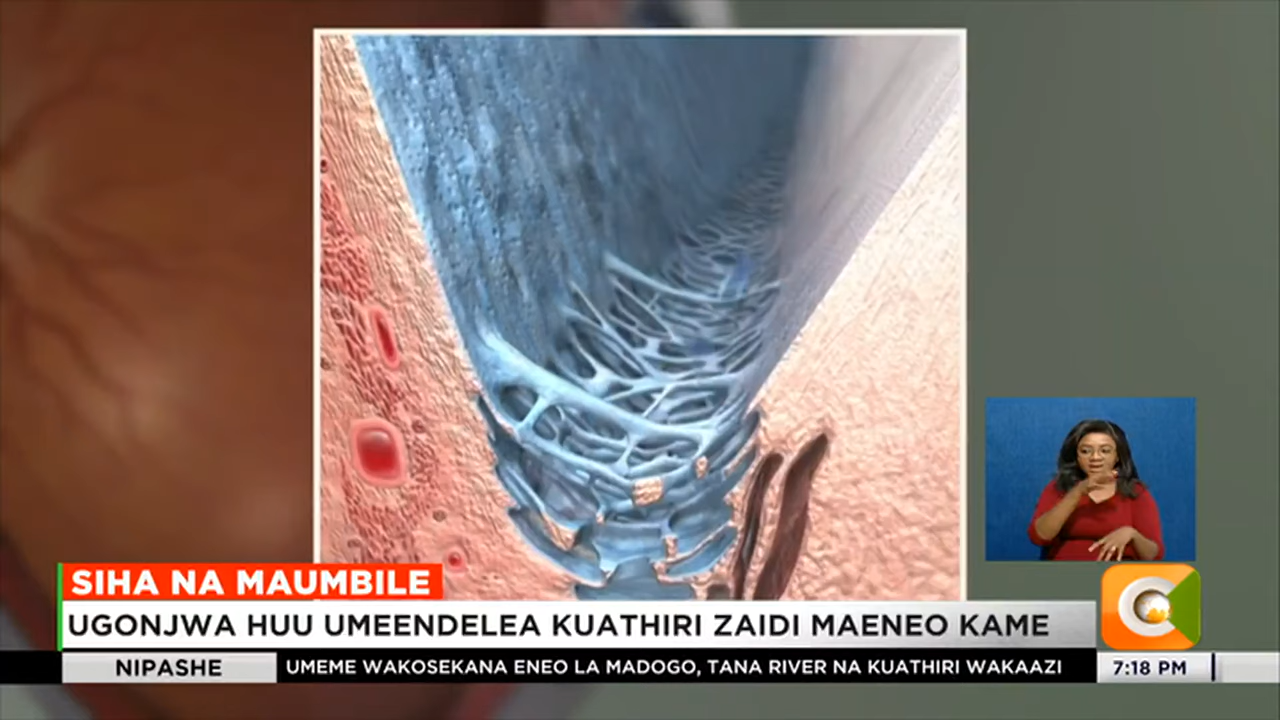 SIHA NA MAUMBILE
UGONJWA HUU UMEENDELEA KUATHIRI ZAIDI MAENEO KAME
NIPASHE
UMEME WAKOSEKANA ENEO LA MADOGO, TANA RIVER NA KUATHIRI WAKAAZI
7:18 PM